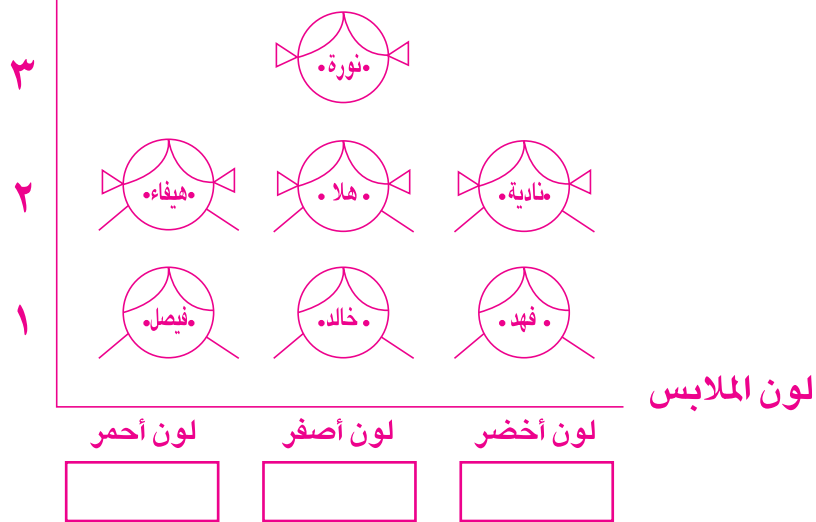 ٣
نورة
٢
نادية هلا هيفاء
١
فهد خالد فيصل
لون الملابس
لون أخضر لون أصفر لون أحمر